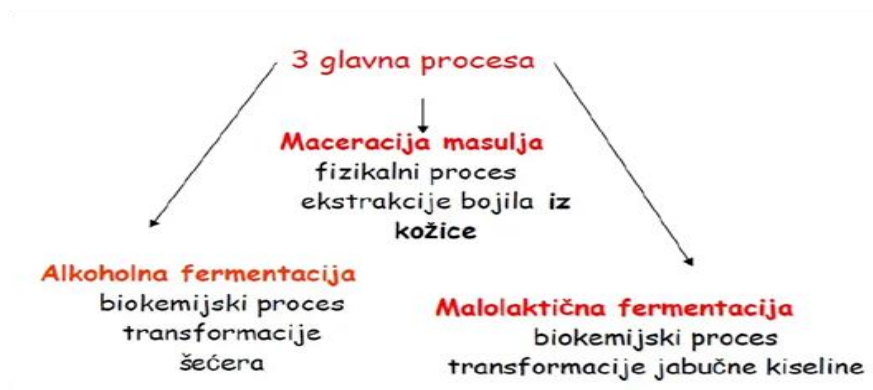 3 glavna procesa
Maceracija masulja
fizikalni proces
ekstrakcije bojila iz
kožice
Alkoholna fermentacija
biokemijski proces
transformacije
šećera
Malolaktična fermentacija
biokemijski proces
transformacije jabučne kiseline